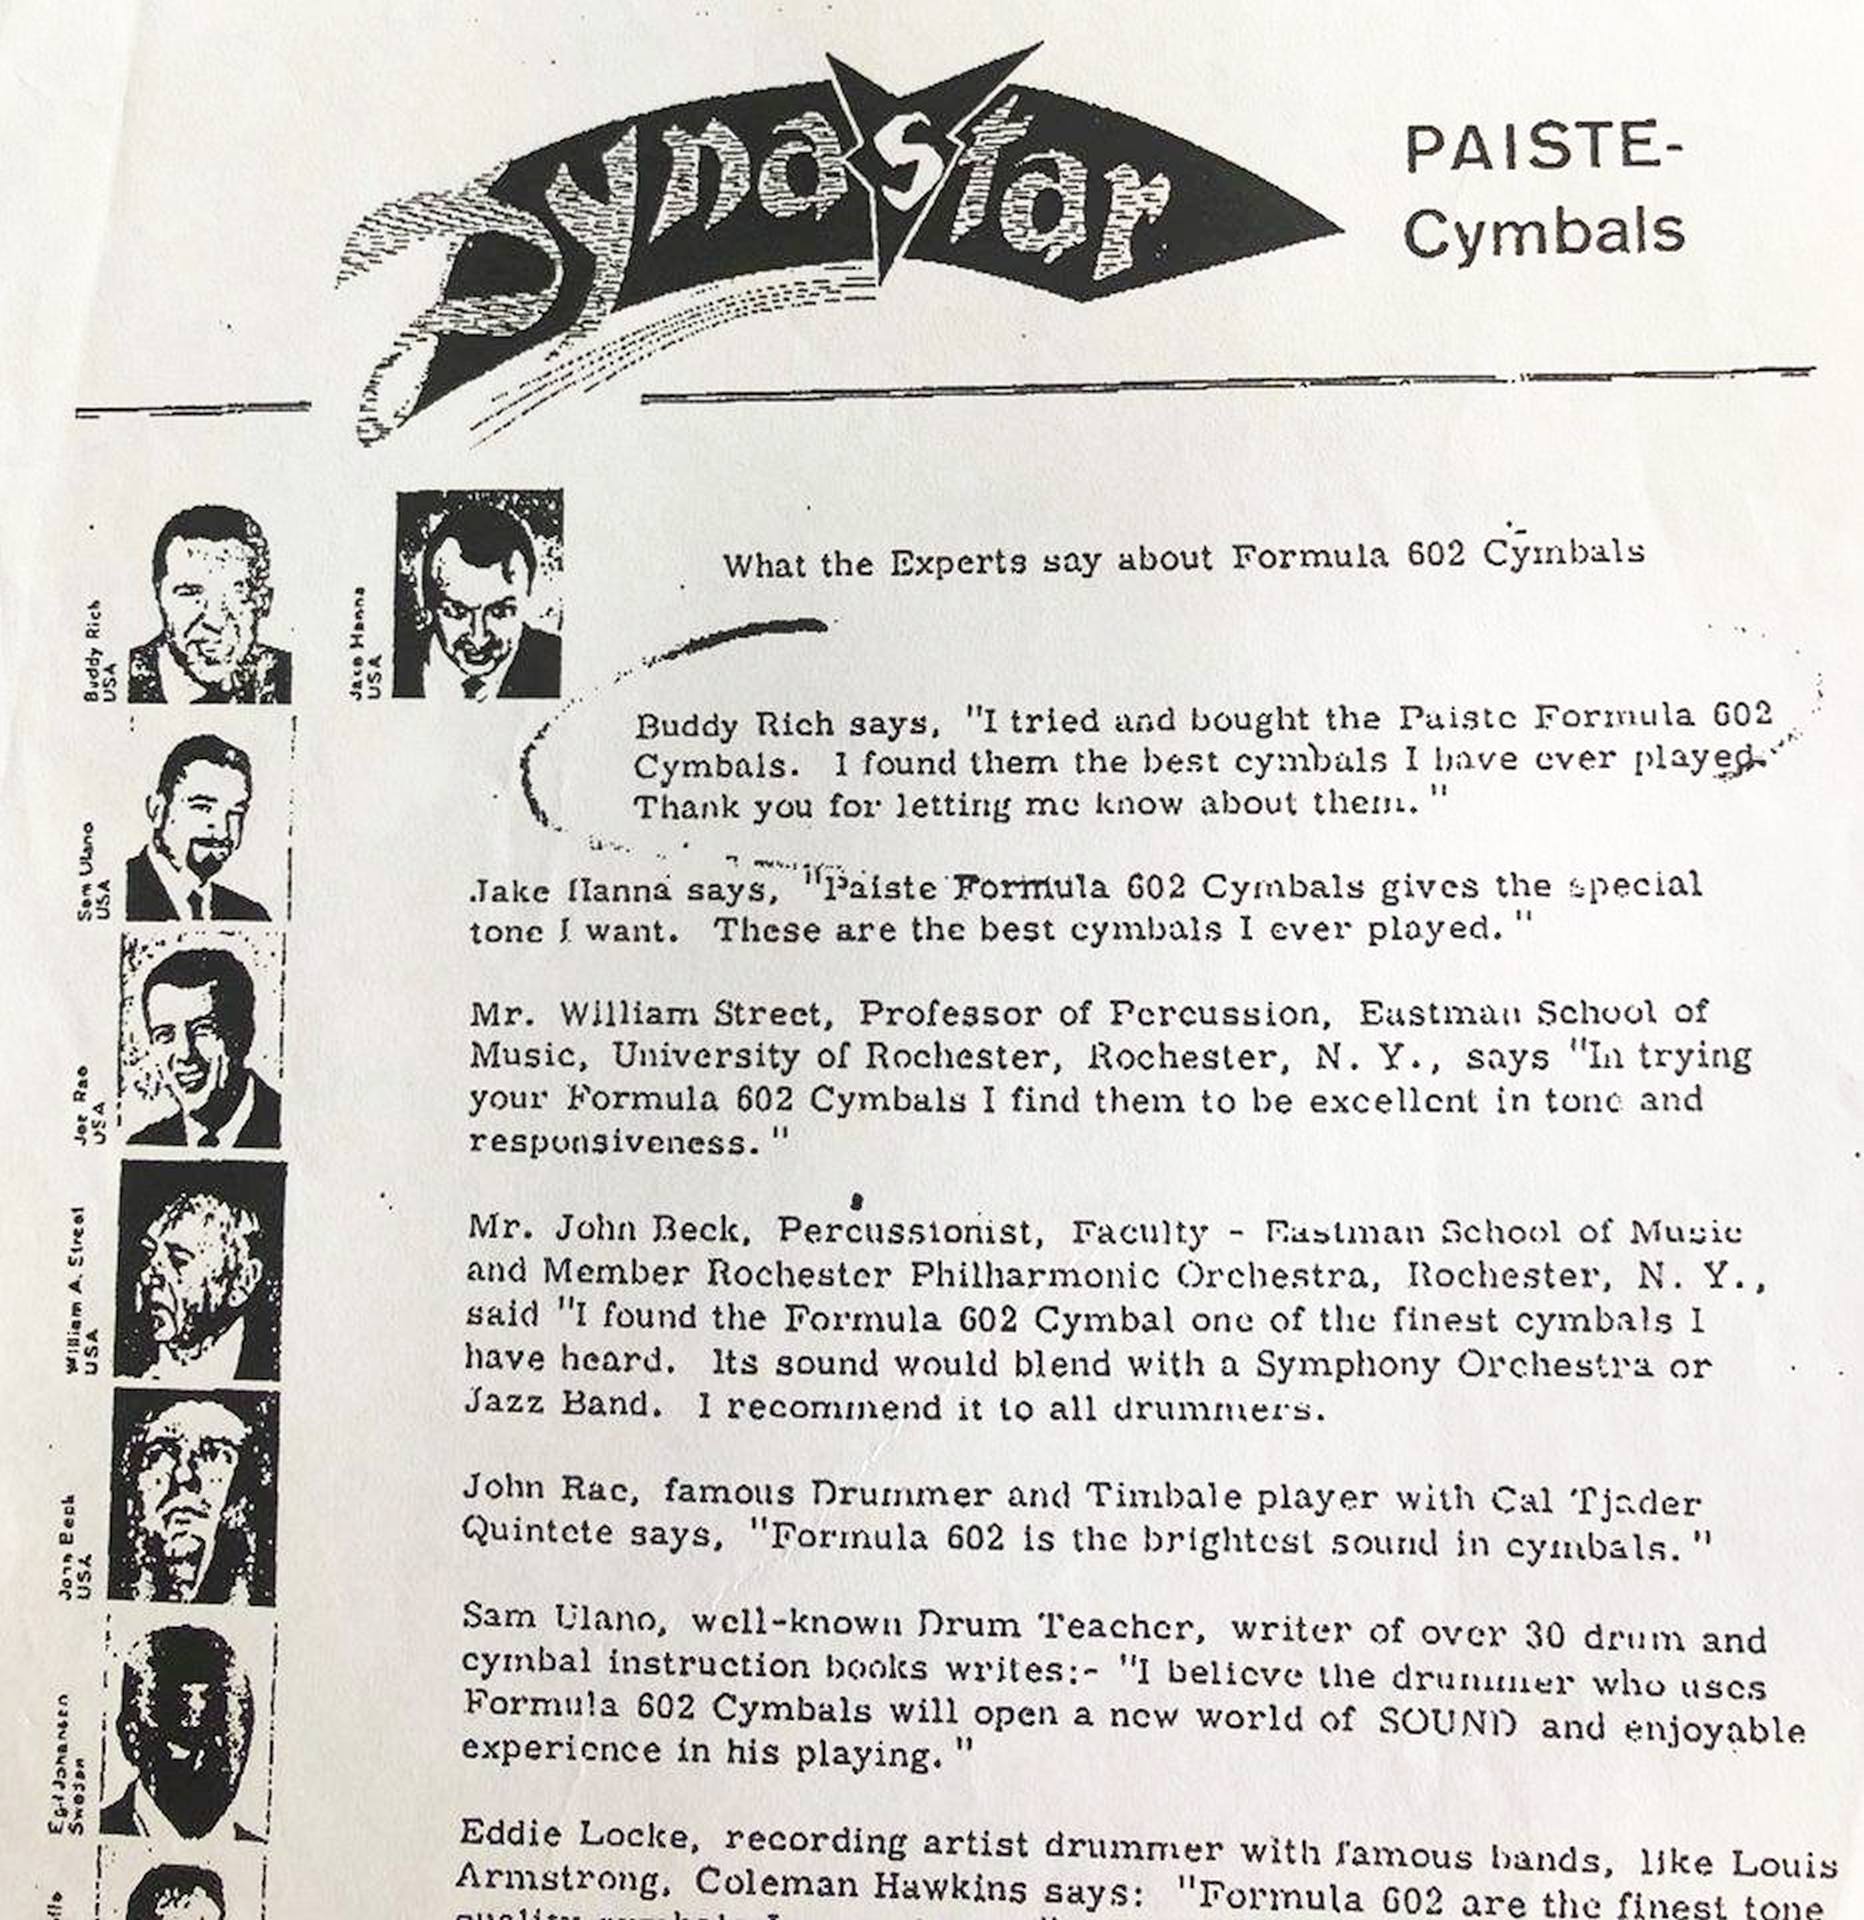 Dynastar
PAISTE-
Cymbals
Buddy Rich
USA
Jake Hanna
USA
Sam Ulano
USA
Joe Rae
USA
William A. Street
USA
John Beck
USA
Egil Johansen
Sweden
What the Experts say about Formula 602 Cymbals
Buddy Rich says, "I tried and bought the Paiste Formula 602
Cymbals. I found them the best cymbals I have ever played.
Thank you for letting me know about them."
Jake Hanna says, "Paiste Formula 602 Cymbals gives the special
tone I want. These are the best cymbals I ever played."
Mr. William Street, Professor of Percussion, Eastman School of
Music, University of Rochester, Rochester, N. Y., says "In trying
your Formula 602 Cymbals I find them to be excellent in tone and
responsiveness."
Mr. John Beck, Percussionist, Faculty - Eastman School of Music
and Member Rochester Philharmonic Orchestra, Rochester, N. Y.,
said "I found the Formula 602 Cymbal one of the finest cymbals I
have heard. Its sound would blend with a Symphony Orchestra or
Jazz Band. I recommend it to all drummers.
John Rae, famous Drummer and Timbale player with Cal Tjader
Quintete says, "Formula 602 is the brightest sound in cymbals."
Sam Ulano, well-known Drum Teacher, writer of over 30 drum and
cymbal instruction books writes:- "I believe the drummer who uses
Formula 602 Cymbals will open a new world of SOUND and enjoyable
experience in his playing."
Eddie Locke, recording artist drummer with famous bands, like Louis
Armstrong, Coleman Hawkins says: "Formula 602 are the finest tone